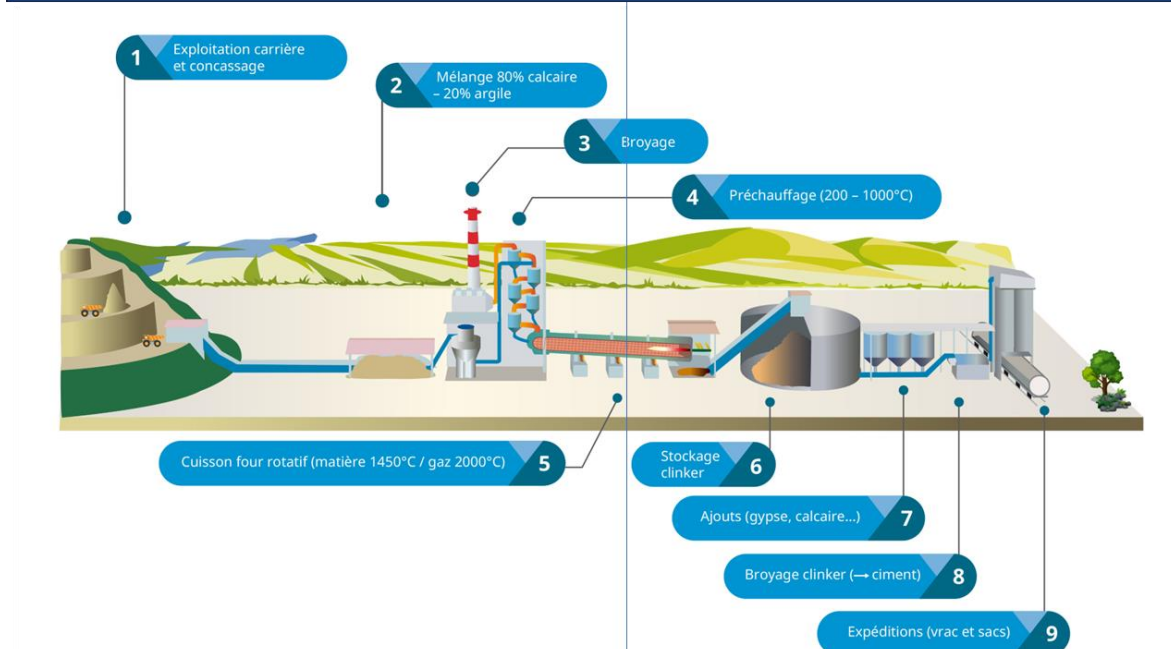 1
Exploitation carrière
et concassage
2
Mélange 80% calcaire
– 20% argile
3
Broyage
4
Préchauffage (200 – 1000°C)
Cuisson four rotatif (matière 1450°C / gaz 2000°C)
5
Stockage
clinker
6
Ajouts (gypse, calcaire...)
7
Broyage clinker (→ ciment)
8
Expéditions (vrac et sacs)
9